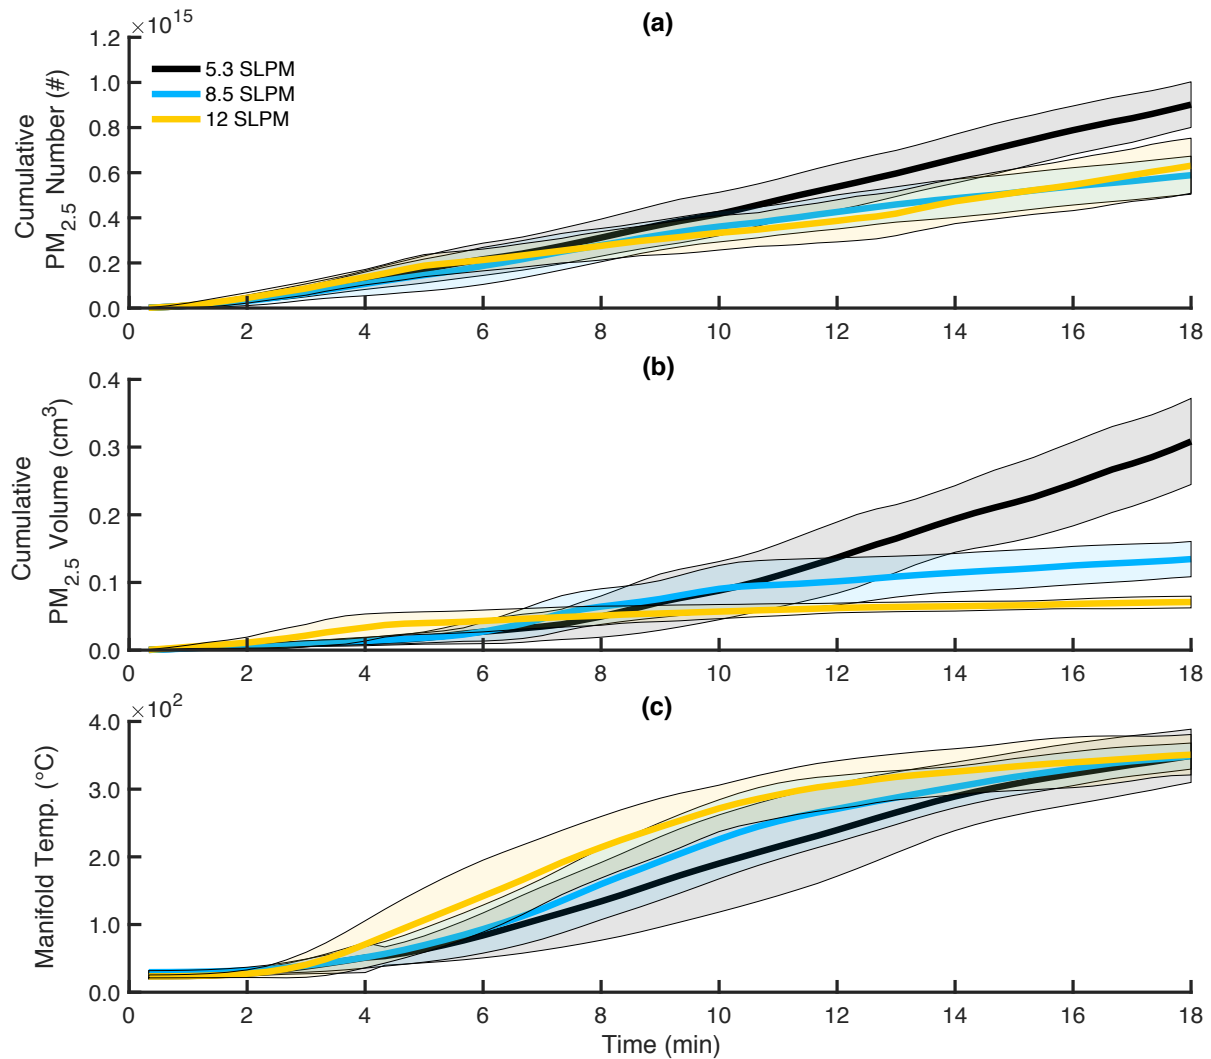 (a)
×10^15
1.2
1.0
0.8
0.6
0.4
0.2
0.0
Cumulative
PM_2.5 Number (#)
5.3 SLPM
8.5 SLPM
12 SLPM
0 2 4 6 8 10 12 14 16 18
(b)
0.4
0.3
0.2
0.1
0.0
Cumulative
PM_2.5 Volume (cm^3)
0 2 4 6 8 10 12 14 16 18
(c)
×10^2
4.0
3.0
2.0
1.0
0.0
Manifold Temp. (°C)
0 2 4 6 8 10 12 14 16 18
Time (min)